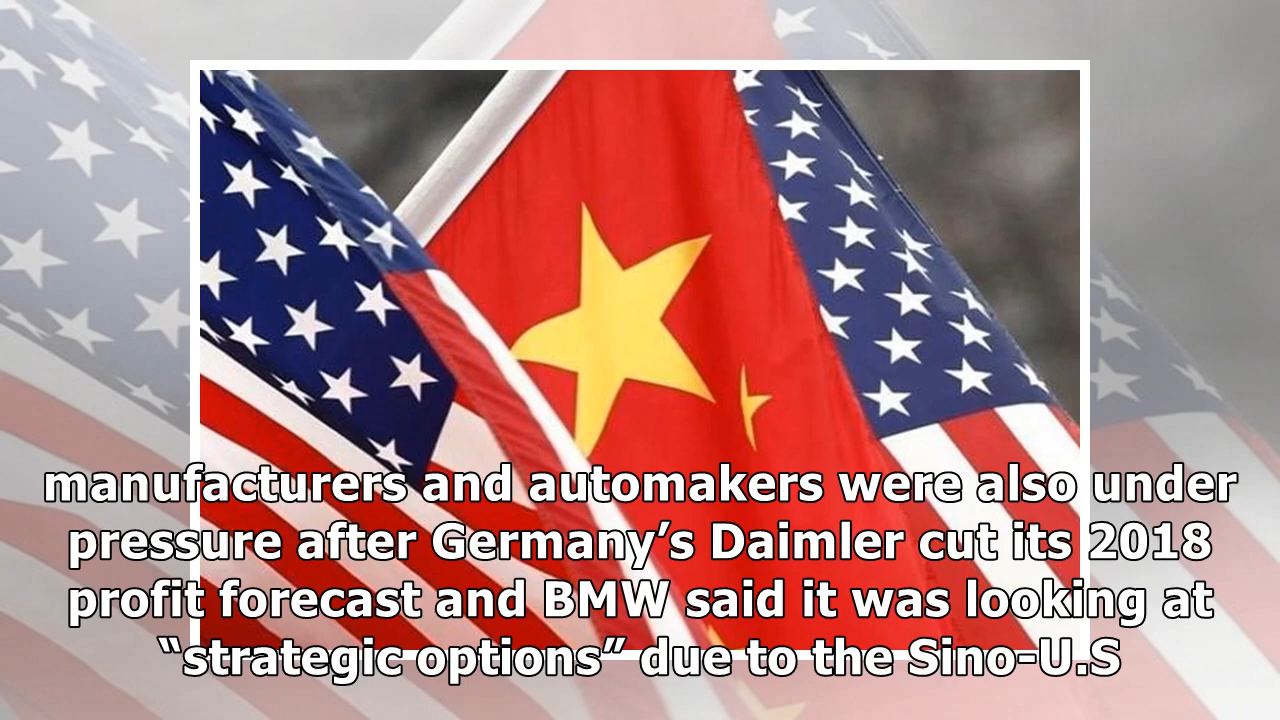 manufacturers and automakers were also under
pressure after Germany’s Daimler cut its 2018
profit forecast and BMW said it was looking at
“strategic options” due to the Sino-U.S